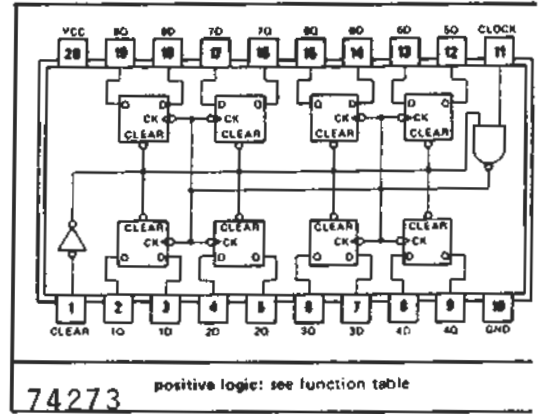 VCC 8Q 8D 7D 7Q 6Q 6D 5D 5Q CLOCK
20 19 18 17 16 15 14 13 12 11
Q D D Q Q D D Q
CK CK CK CK
CLEAR CLEAR CLEAR CLEAR
CLEAR CLEAR CLEAR CLEAR
CK CK CK CK
Q D D Q Q D D Q
1 2 3 4 5 6 7 8 9 10
CLEAR 1Q 1D 2D 2Q 3Q 3D 4D 4Q GND
positive logic: see function table
74273